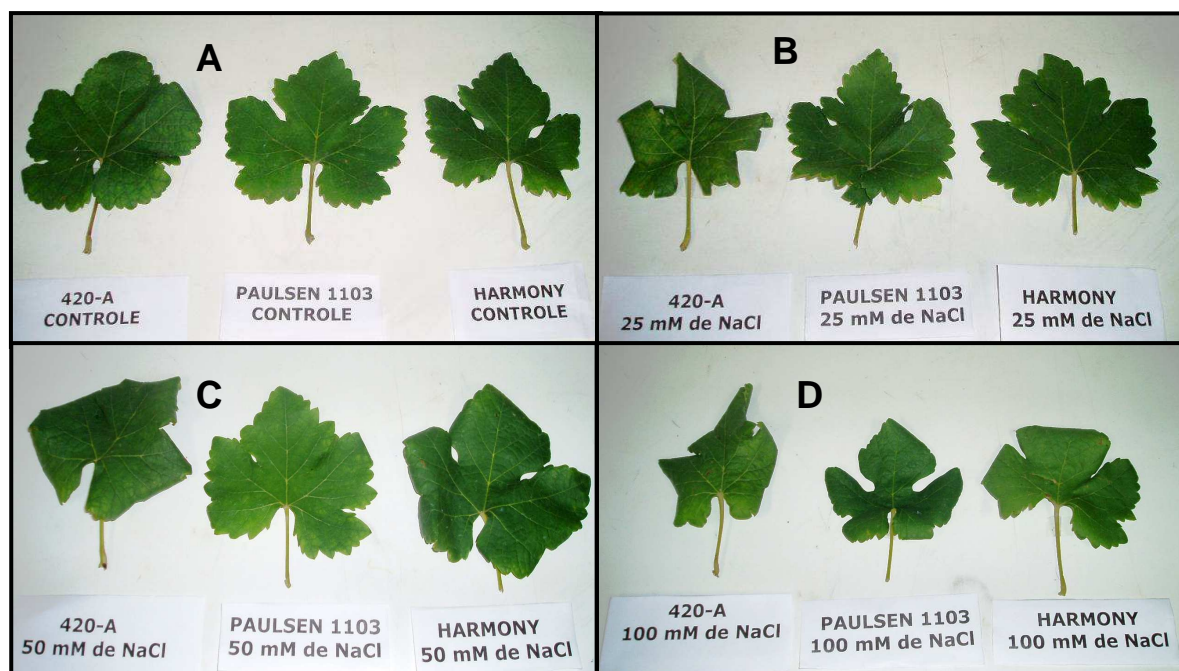 A
420-A
CONTROLE
PAULSEN 1103
CONTROLE
HARMONY
CONTROLE
B
420-A
25 mM de NaCl
PAULSEN 1103
25 mM de NaCl
HARMONY
25 mM de NaCl
C
420-A
50 mM de NaCl
PAULSEN 1103
50 mM de NaCl
HARMONY
50 mM de NaCl
D
420-A
100 mM de NaCl
PAULSEN 1103
100 mM de NaCl
HARMONY
100 mM de NaCl